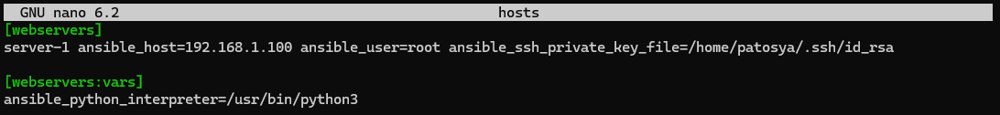 GNU nano 6.2 hosts
[webservers]
server-1 ansible_host=192.168.1.100 ansible_user=root ansible_ssh_private_key_file=/home/patosya/.ssh/id_rsa
[webservers:vars]
ansible_python_interpreter=/usr/bin/python3